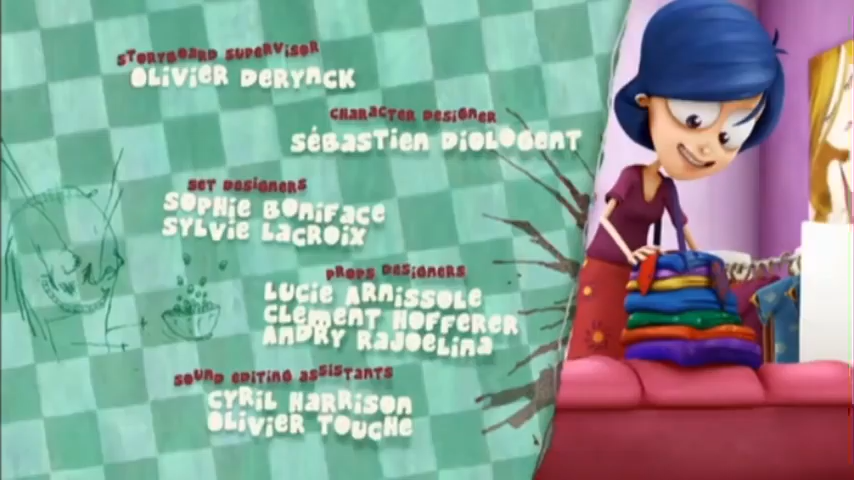 STORYBOARD SUPERVISOR
OLIVIER DERYNCK
CHARACTER DESIGNER
SÉBASTIEN DIOLOGENT
SET DESIGNERS
SOPHIE BONIFACE
SYLVIE LACROIX
PROPS DESIGNERS
LUCIE ARNISSOLE
CLEMENT HOFFERER
ANDRY RAJOELINA
SOUND EDITING ASSISTANTS
CYRIL HARRISON
OLIVIER TOUCHE